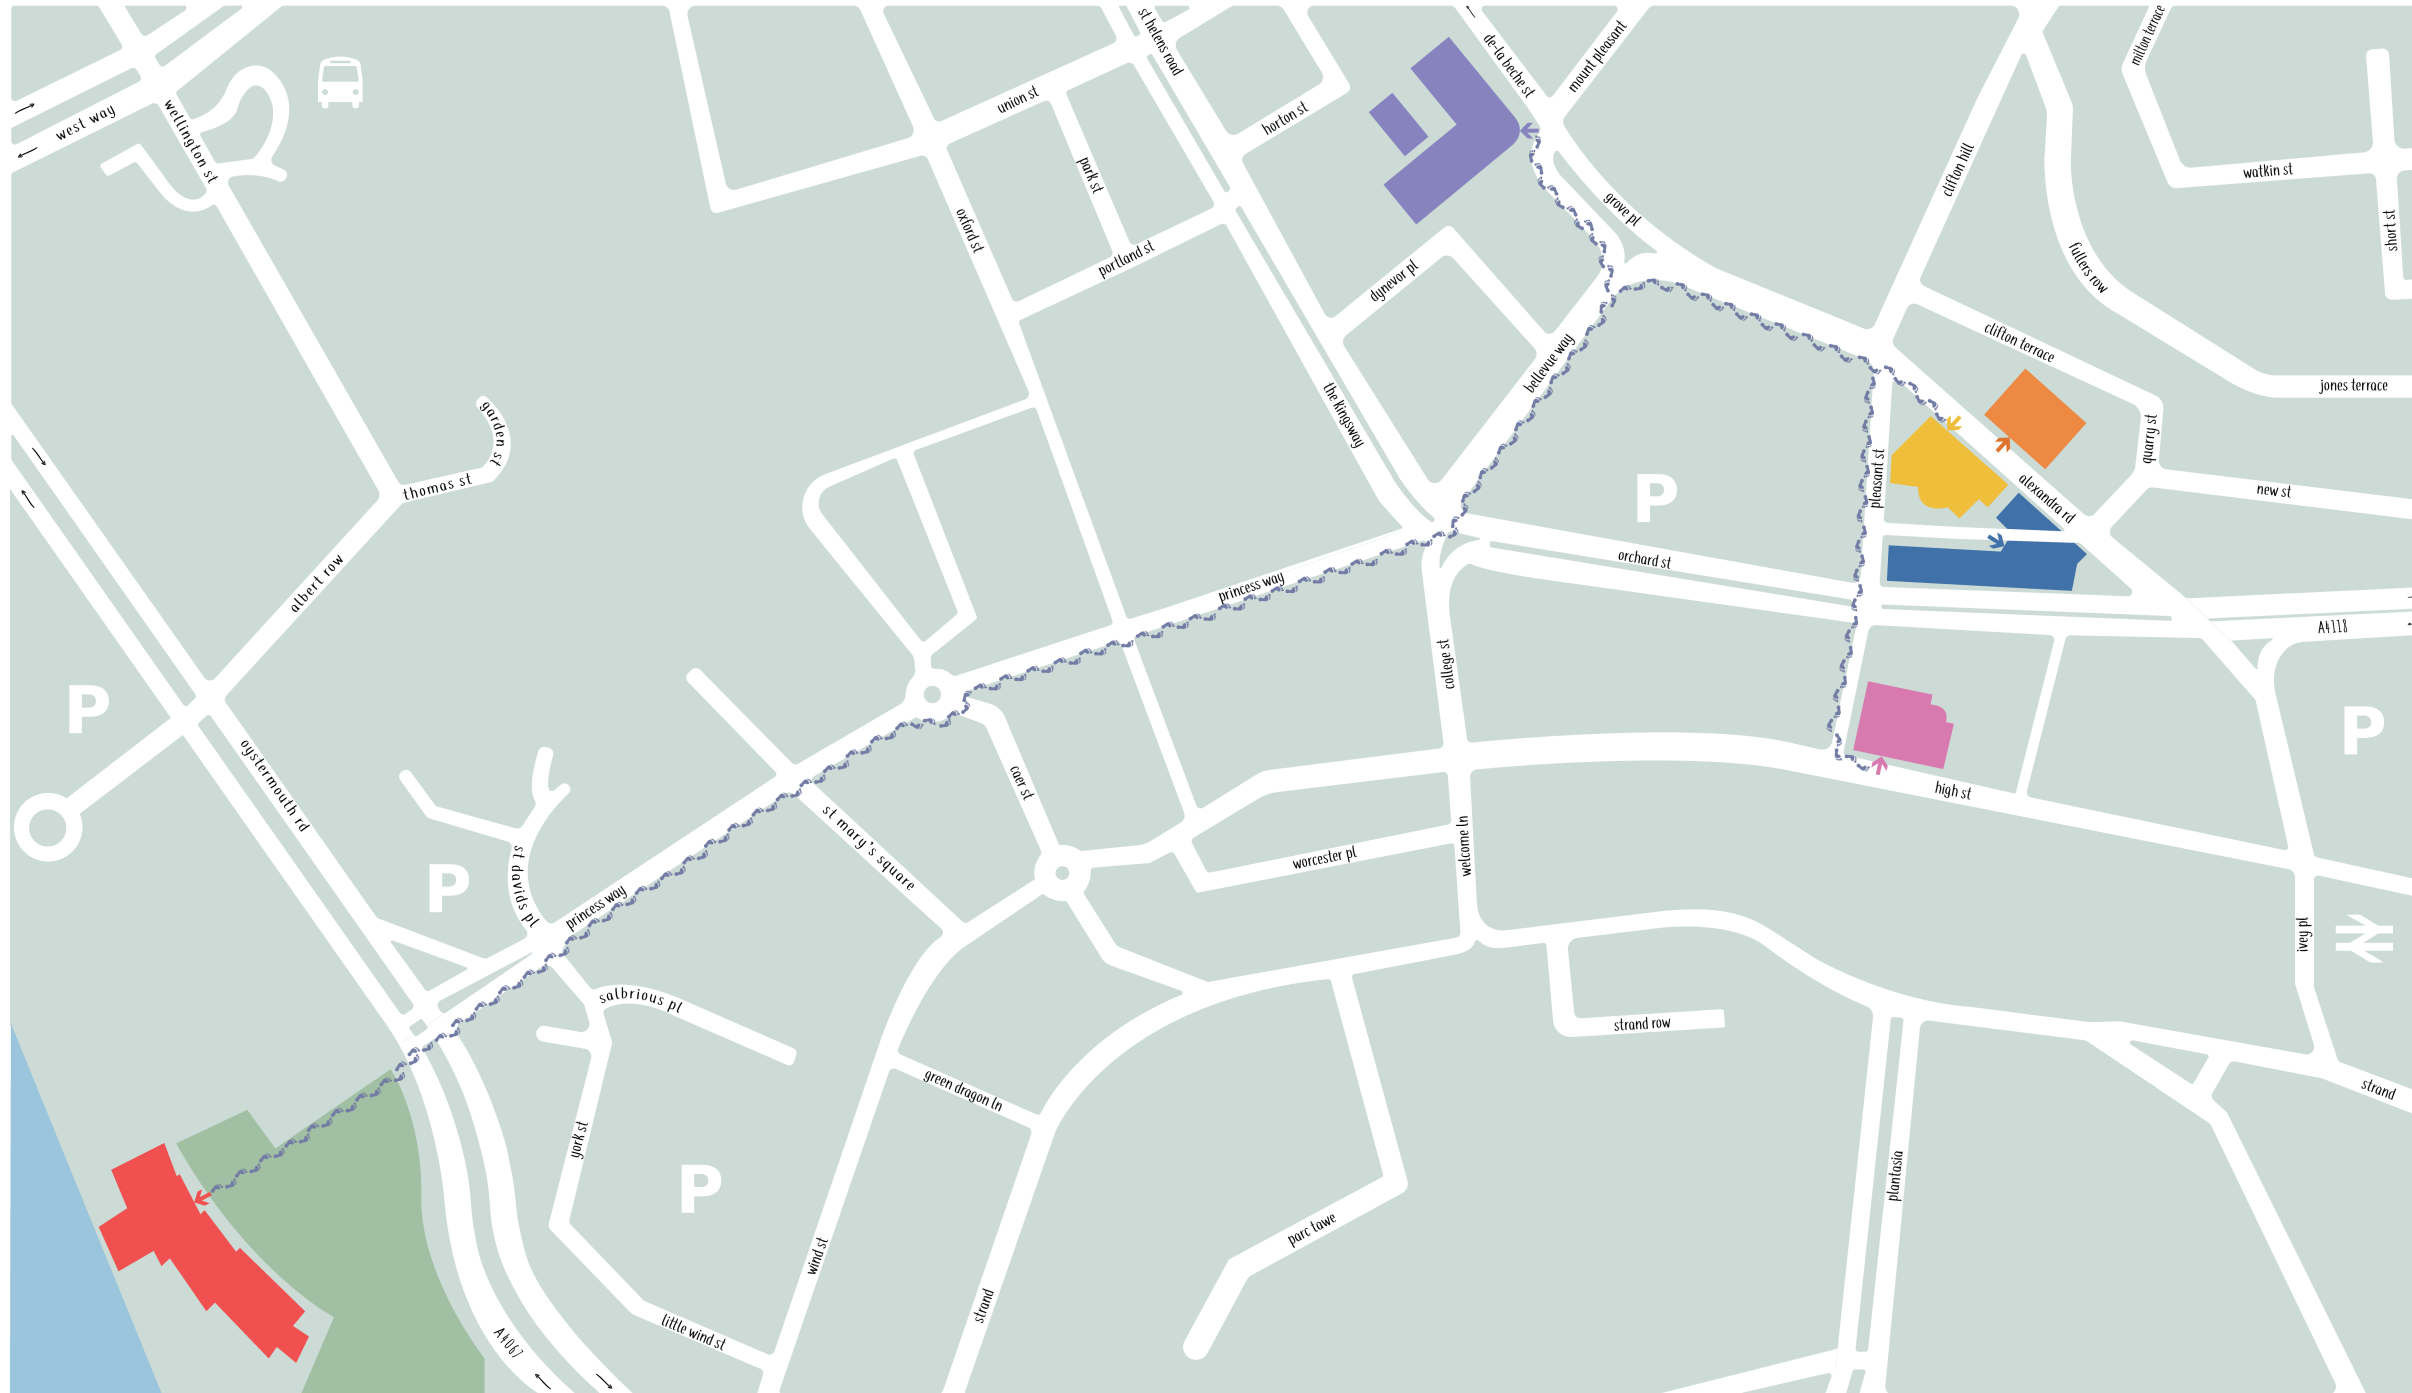 st helens road
de-la beche st
mount pleasant
milton terrace
west way
wellington st
union st
horton st
park st
clifton hill
watkin st
short st
grove pl
oxford st
portland st
dynevor pl
fullers row
clifton terrace
bellevue way
jones terrace
the kingsway
garden st
thomas st
quarry st
pleasant st
alexandra rd
new st
P
orchard st
albert row
princess way
A4118
college st
P
P
oystermouth rd
caer st
high st
st mary's square
welcome ln
worcester pl
P
st davids pl
princess way
ivey pl
salbrious pl
strand row
green dragon ln
strand
york st
P
plantasia
parc tawe
wind st
strand
little wind st
A4067